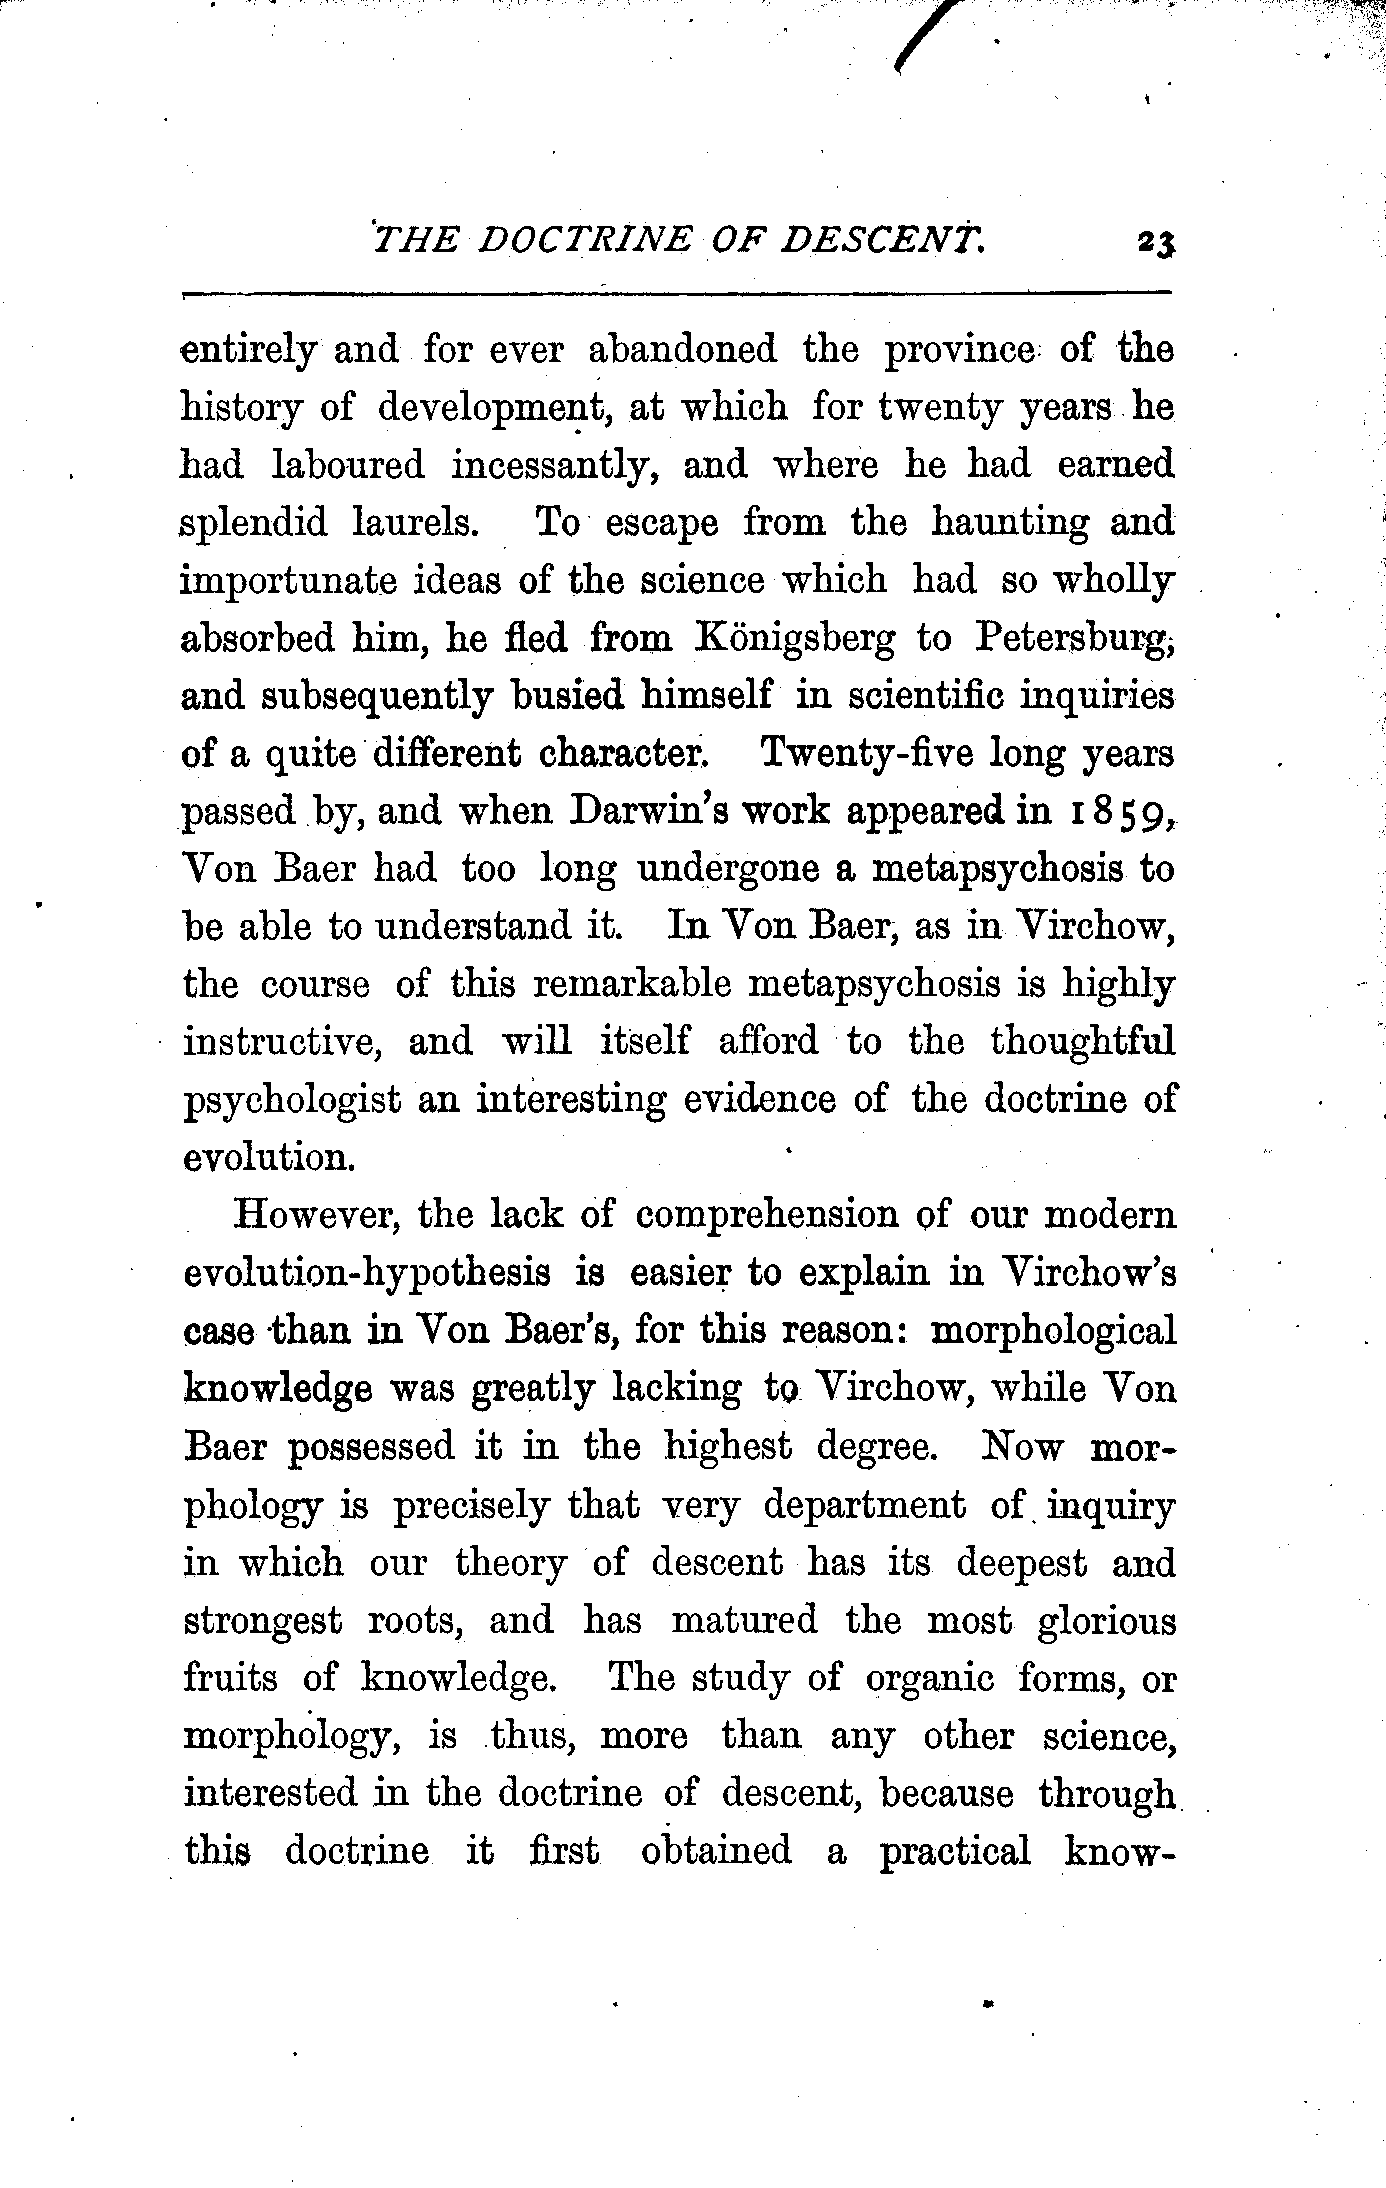 THE DOCTRINE OF DESCENT. 23
entirely and for ever abandoned the province of the
history of development, at which for twenty years he
had laboured incessantly, and where he had earned
splendid laurels. To escape from the haunting and
importunate ideas of the science which had so wholly
absorbed him, he fled from Königsberg to Petersburg,
and subsequently busied himself in scientific inquiries
of a quite different character. Twenty-five long years
passed by, and when Darwin's work appeared in 1859,
Von Baer had too long undergone a metapsychosis to
be able to understand it. In Von Baer, as in Virchow,
the course of this remarkable metapsychosis is highly
instructive, and will itself afford to the thoughtful
psychologist an interesting evidence of the doctrine of
evolution.
However, the lack of comprehension of our modern
evolution-hypothesis is easier to explain in Virchow's
case than in Von Baer's, for this reason: morphological
knowledge was greatly lacking to Virchow, while Von
Baer possessed it in the highest degree. Now mor-
phology is precisely that very department of inquiry
in which our theory of descent has its deepest and
strongest roots, and has matured the most glorious
fruits of knowledge. The study of organic forms, or
morphology, is thus, more than any other science,
interested in the doctrine of descent, because through
this doctrine it first obtained a practical know-